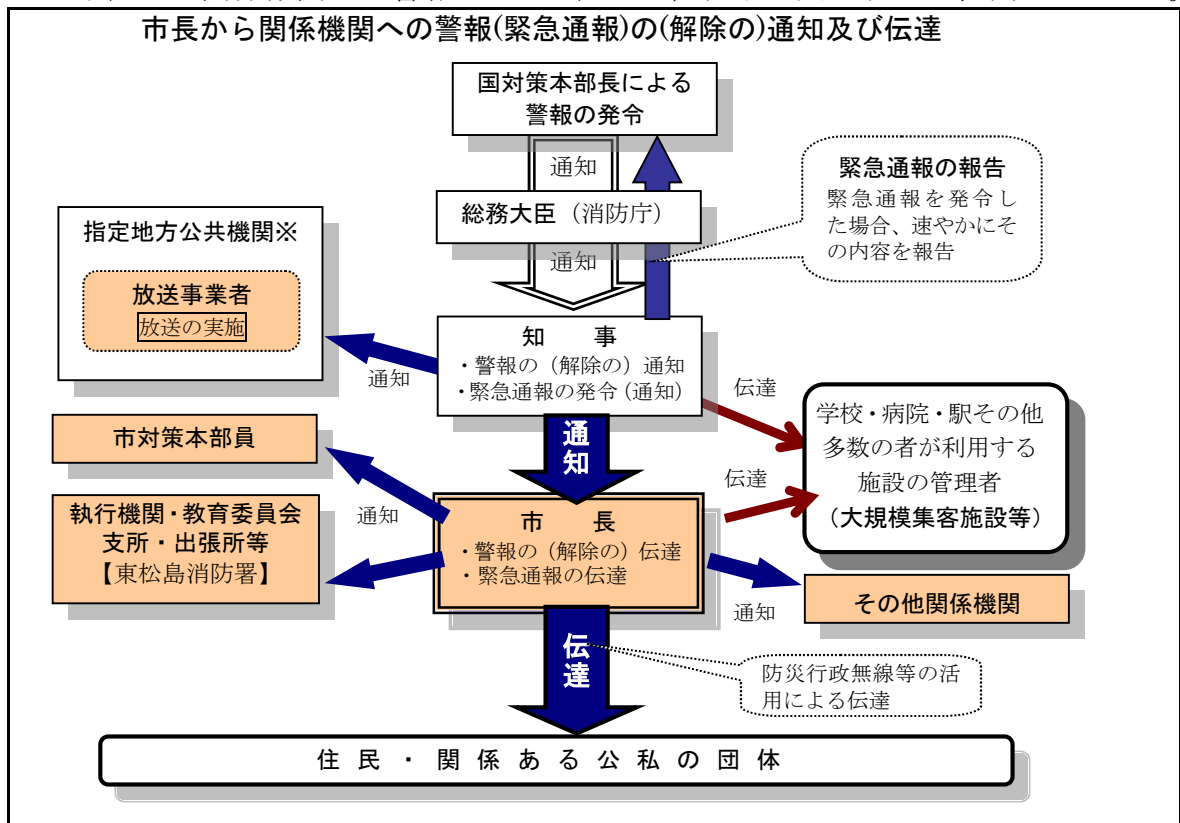 市長から関係機関への警報(緊急通報)の(解除の)通知及び伝達
国対策本部長による
警報の発令
通知
総務大臣（消防庁）
通知
緊急通報の報告
緊急通報を発令し
た場合、速やかにそ
の内容を報告
指定地方公共機関※
放送事業者
放送の実施
通知
知　事
・警報の（解除の）通知
・緊急通報の発令（通知）
伝達
学校・病院・駅その他
多数の者が利用する
施設の管理者
（大規模集客施設等）
通知
市対策本部員
執行機関・教育委員会
支所・出張所等
【東松島消防署】
通知
市　長
・警報の（解除の）伝達
・緊急通報の伝達
伝達
通知
その他関係機関
伝達
防災行政無線等の活
用による伝達
住民・関係ある公私の団体